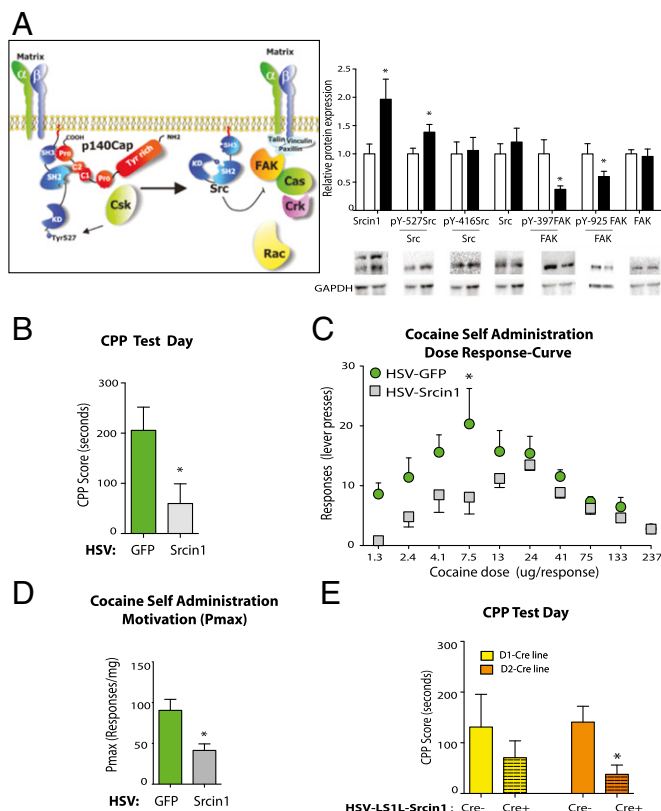 A
Matrix
α β
COOH
p140Cap
NH2
SH3
Pro
Tyr rich
C2
C1
Pro
SH2
KD
Tyr527
Csk
SH3
KD
SH2
Src
Matrix
α β
Talin Vinculin
Paxillin
FAK
Cas
Crk
Rac
Relative protein expression
2.5
2.0
1.5
1.0
0.5
* * * *
Srcin1 pY-527Src pY-416Src Src pY-397FAK pY-925 FAK FAK
Src Src FAK FAK
GAPDH
B
CPP Test Day
CPP Score (seconds)
300
200
100
0
*
HSV: GFP Srcin1
C
Cocaine Self Administration
Dose Response-Curve
HSV-GFP
HSV-Srcin1
*
Responses (lever presses)
30
20
10
0
1.3 2.4 4.1 7.5 13 24 41 75 133 237
Cocaine dose (ug/response)
D
Cocaine Self Administration
Motivation (Pmax)
Pmax (Responses/mg)
150
100
50
0
*
HSV: GFP Srcin1
E
CPP Test Day
D1-Cre line
D2-Cre line
CPP Score (seconds)
300
200
100
0
*
HSV-LS1L-Srcin1 : Cre- Cre+ Cre- Cre+